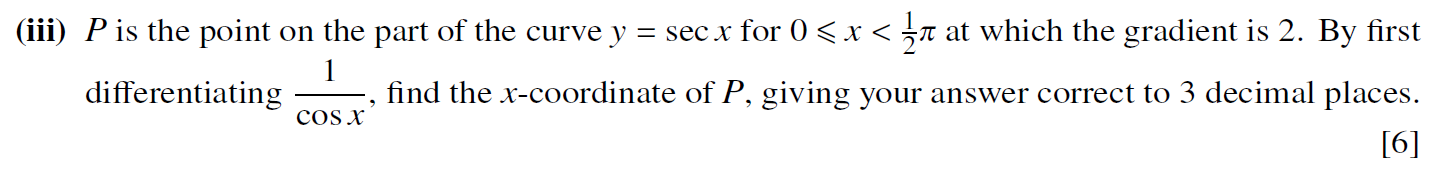 (iii) P is the point on the part of the curve y = sec x for 0 ⩽ x < ½π at which the gradient is 2. By first
differentiating 1/cos x, find the x-coordinate of P, giving your answer correct to 3 decimal places.
[6]